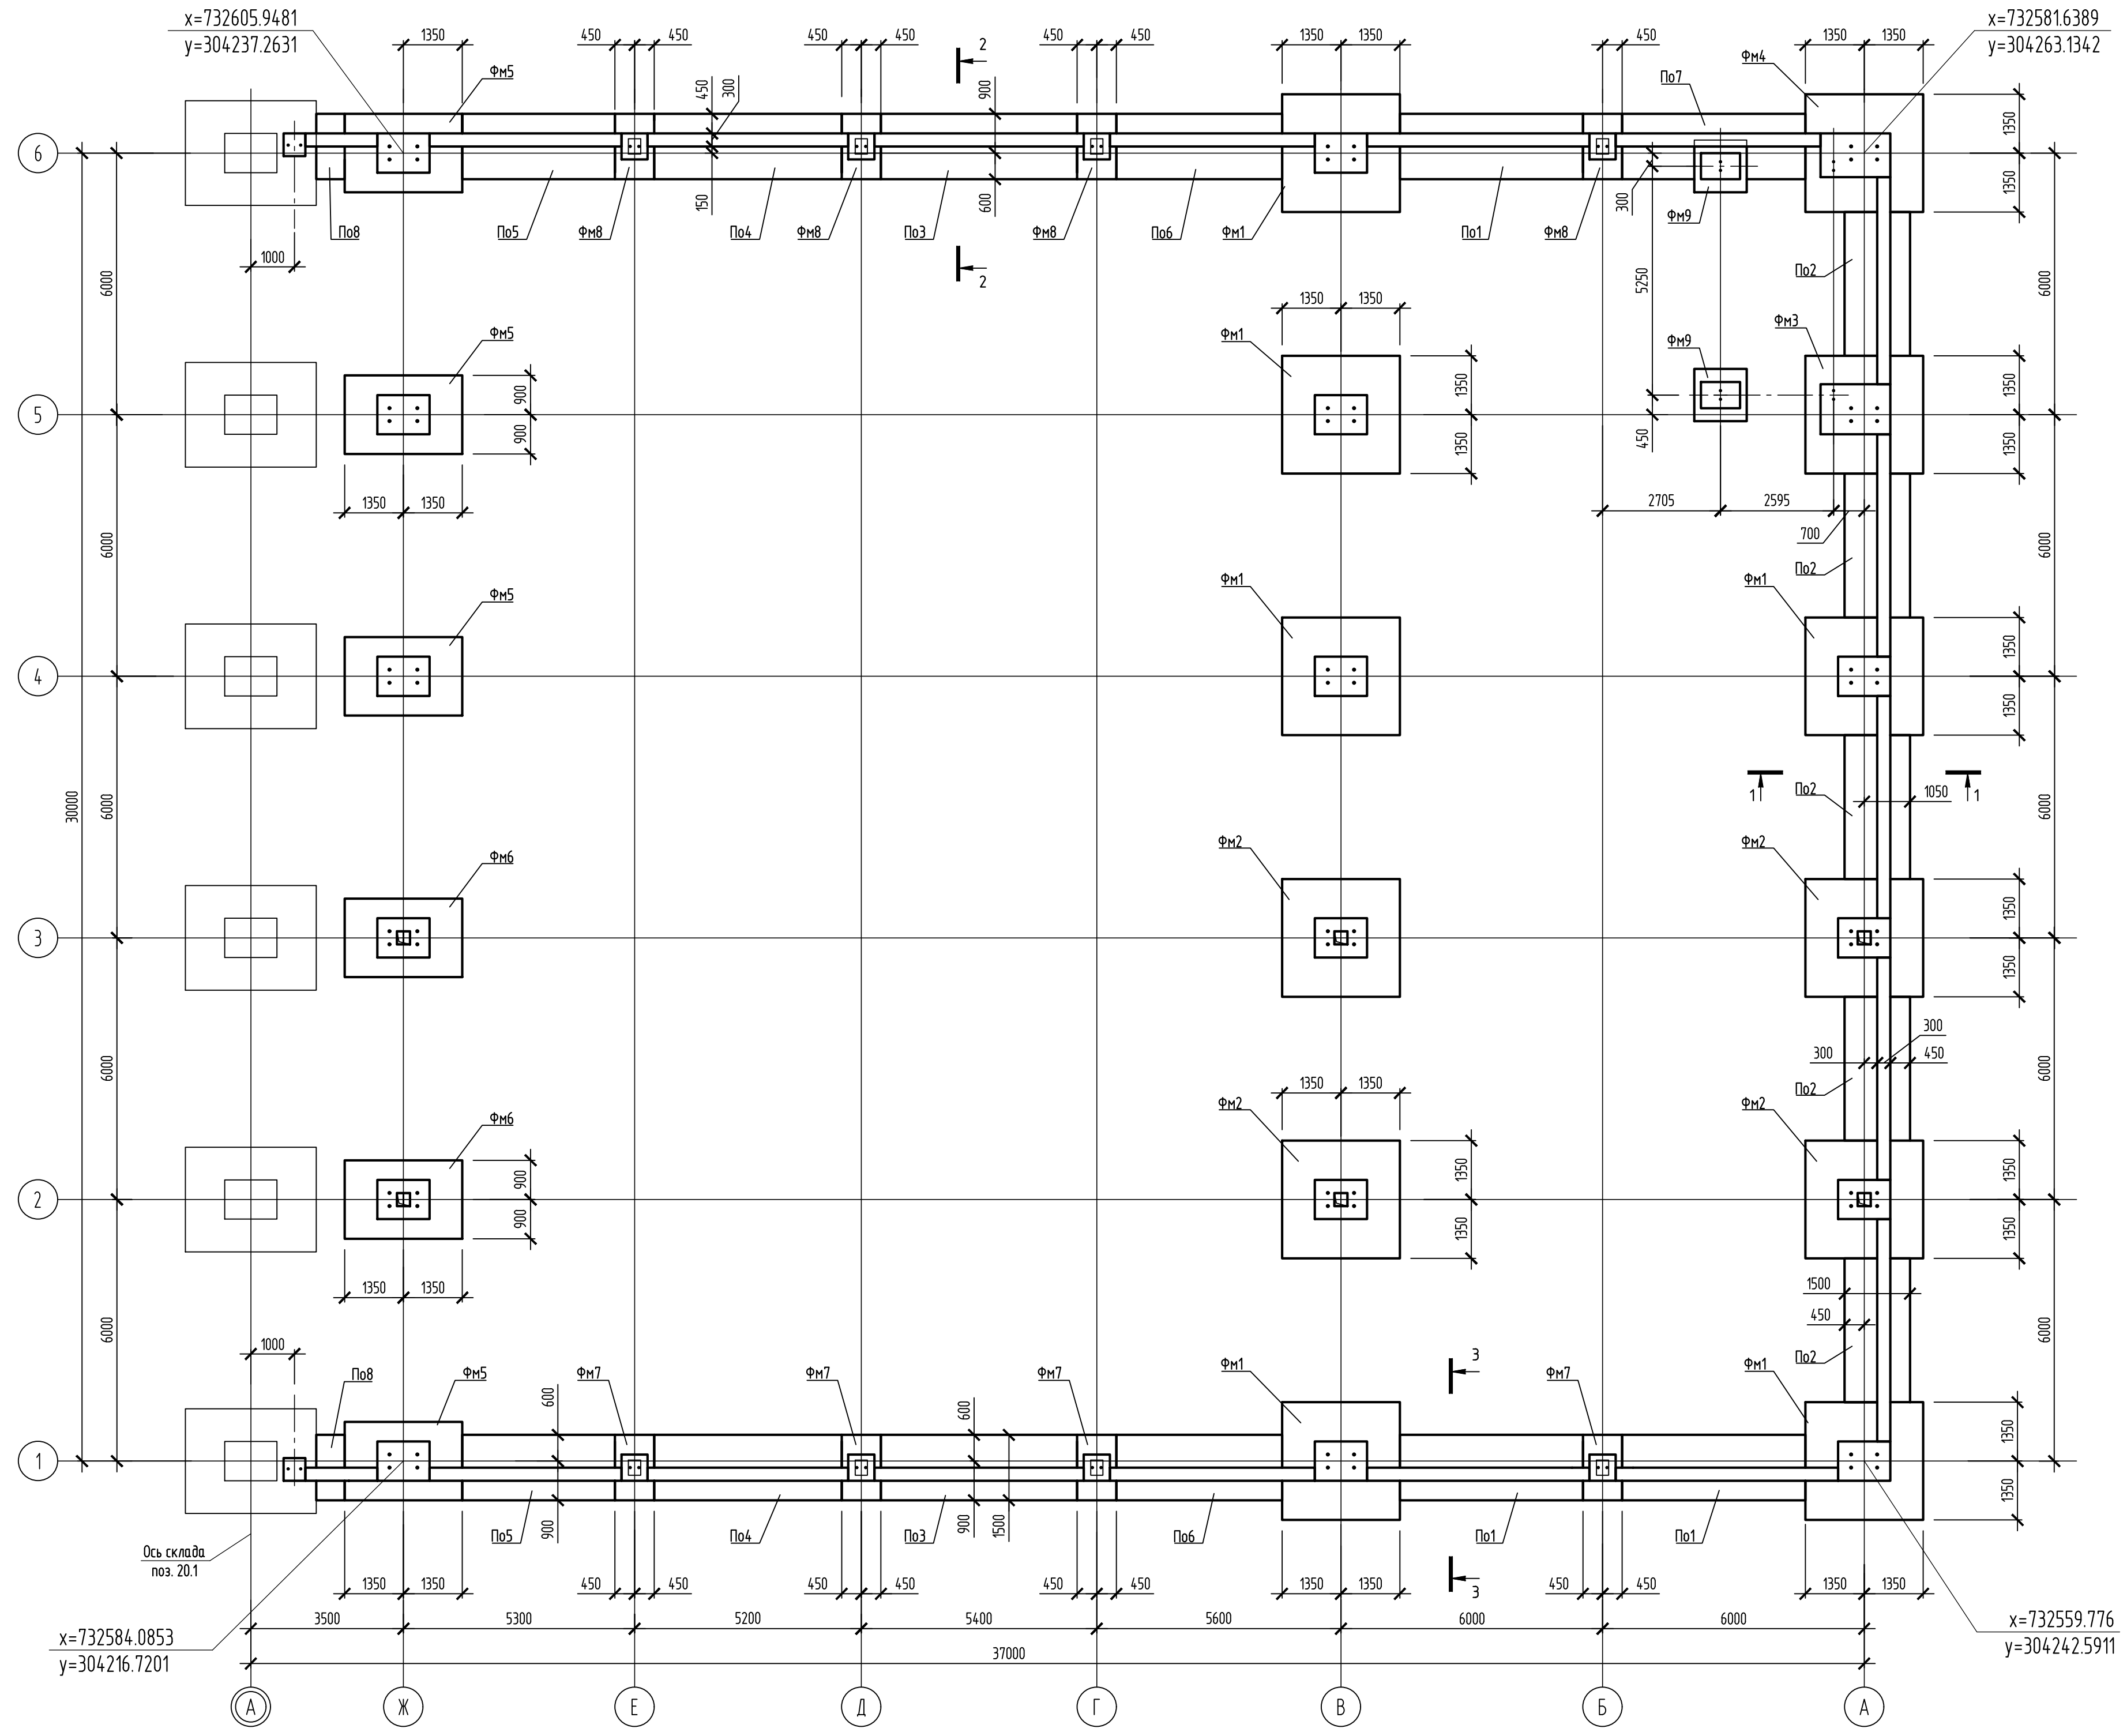 x=732605.9481
y=304237.2631
x=732581.6389
y=304263.1342
1350
450
450
450
450
450
450
1350
1350
450
1350
1350
2
Фм5
450
300
900
По7
Фм4
1350
6
1350
300
150
600
Фм9
По8
По5
Фм8
По4
Фм8
По3
Фм8
По6
Фм1
По1
Фм8
1000
2
По2
6000
5250
6000
1350
1350
Фм5
Фм1
Фм9
Фм3
900
1350
1350
5
900
1350
450
1350
1350
1350
2705
2595
700
6000
6000
По2
Фм5
Фм1
Фм1
1350
4
1350
30000
6000
По2
1
1
1050
6000
Фм6
Фм2
Фм2
1350
3
1350
300
300
450
6000
6000
По2
1350
1350
Фм6
Фм2
Фм2
900
1350
1350
2
900
1350
1350
1350
1350
1500
450
6000
6000
1000
По2
По8
Фм5
Фм7
Фм7
Фм7
Фм1
3
Фм7
Фм1
600
600
1350
1
1350
900
900
1500
По5
По4
По3
По6
По1
По1
Ось склада
поз. 20.1
3
1350
1350
450
450
450
450
450
450
1350
1350
450
450
1350
1350
3500
5300
5200
5400
5600
6000
6000
x=732584.0853
y=304216.7201
x=732559.776
y=304242.5911
37000
А
Ж
Е
Д
Г
В
Б
А